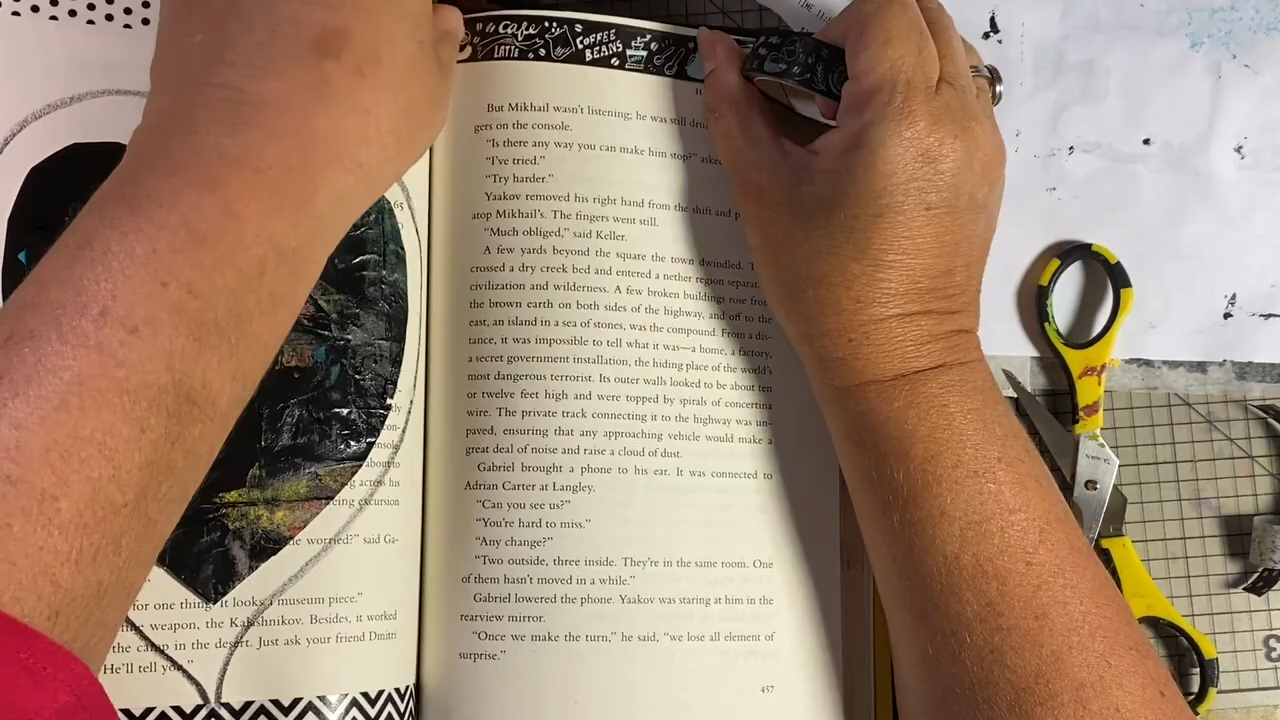 TIME 11:
cafe
LATTE
COFFEE
BEANS
65
con-
about to
across his
eing excursion
worried?" said Ga-
for one thing. It looks a museum piece."
weapon, the Kalashnikov. Besides, it worked
the camp in the desert. Just ask your friend Dmitri
He'll tell you."
But Mikhail wasn't listening; he was still
gers on the console.
"Is there any way you can make him stop?" asked
"I've tried."
"Try harder."
Yaakov removed his right hand from the shift and
atop Mikhail's. The fingers went still.
"Much obliged," said Keller.
A few yards beyond the square the town dwindled.
crossed a dry creek bed and entered a nether region
civilization and wilderness. A few broken buildings rose from
the brown earth on both sides of the highway, and off to the
east, an island in a sea of stones, was the compound. From a dis-
tance, it was impossible to tell what it was—a home, a factory,
a secret government installation, the hiding place of the world's
most dangerous terrorist. Its outer walls looked to be about ten
or twelve feet high and were topped by spirals of concertina
wire. The private track connecting it to the highway was un-
paved, ensuring that any approaching vehicle would make a
great deal of noise and raise a cloud of dust.
Gabriel brought a phone to his ear. It was connected to
Adrian Carter at Langley.
"Can you see us?"
"You're hard to miss."
"Any change?"
"Two outside, three inside. They're in the same room. One
of them hasn't moved in a while."
Gabriel lowered the phone. Yaakov was staring at him in the
rearview mirror.
"Once we make the turn," he said, "we lose all element of
surprise."
457
TAIWAN
3